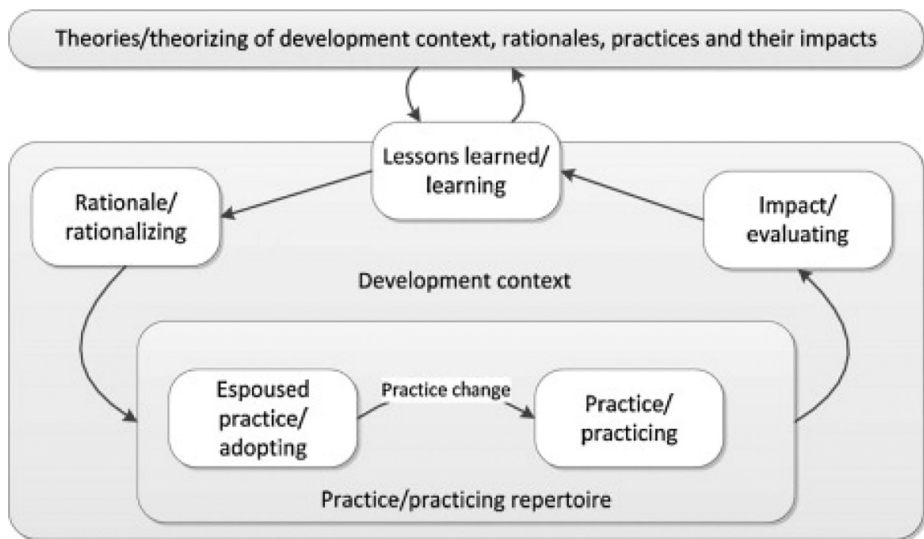 Theories/theorizing of development context, rationales, practices and their impacts
Lessons learned/
learning
Rationale/
rationalizing
Impact/
evaluating
Development context
Espoused
practice/
adopting
Practice change
Practice/
practicing
Practice/practicing repertoire